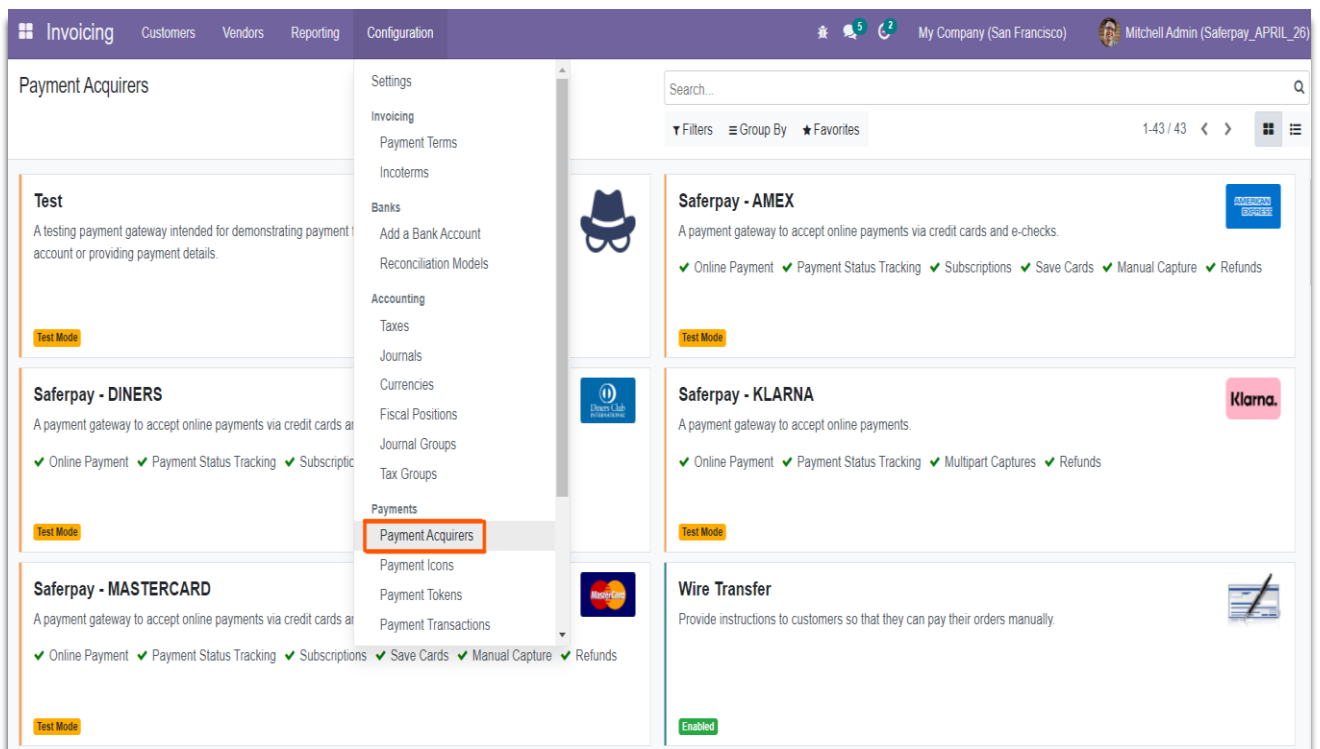 Invoicing Customers Vendors Reporting Configuration 5 2 My Company (San Francisco) Mitchell Admin (Saferpay_APRIL_26)
Payment Acquirers
Search...
Filters Group By Favorites 1-43 / 43
Settings
Invoicing
Payment Terms
Incoterms
Banks
Add a Bank Account
Reconciliation Models
Accounting
Taxes
Journals
Currencies
Fiscal Positions
Journal Groups
Tax Groups
Payments
Payment Acquirers
Payment Icons
Payment Tokens
Payment Transactions
Test
A testing payment gateway intended for demonstrating payment
account or providing payment details.
Test Mode
Saferpay - AMEX
AMERICAN
EXPRESS
A payment gateway to accept online payments via credit cards and e-checks.
Online Payment Payment Status Tracking Subscriptions Save Cards Manual Capture Refunds
Test Mode
Saferpay - DINERS
Diners Club
INTERNATIONAL
A payment gateway to accept online payments via credit cards
Online Payment Payment Status Tracking Subscriptio
Test Mode
Saferpay - KLARNA
Klarna.
A payment gateway to accept online payments.
Online Payment Payment Status Tracking Multipart Captures Refunds
Test Mode
Saferpay - MASTERCARD
MasterCard
A payment gateway to accept online payments via credit cards
Online Payment Payment Status Tracking Subscriptions Save Cards Manual Capture Refunds
Test Mode
Wire Transfer
Provide instructions to customers so that they can pay their orders manually.
Enabled